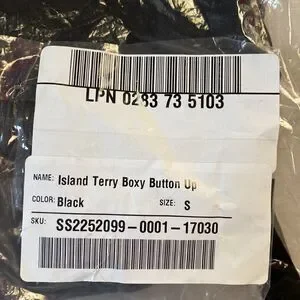 LPN 0283 73 5103
NAME: Island Terry Boxy Button Up
COLOR: Black SIZE: S
SKU: SS2252099-0001-17030